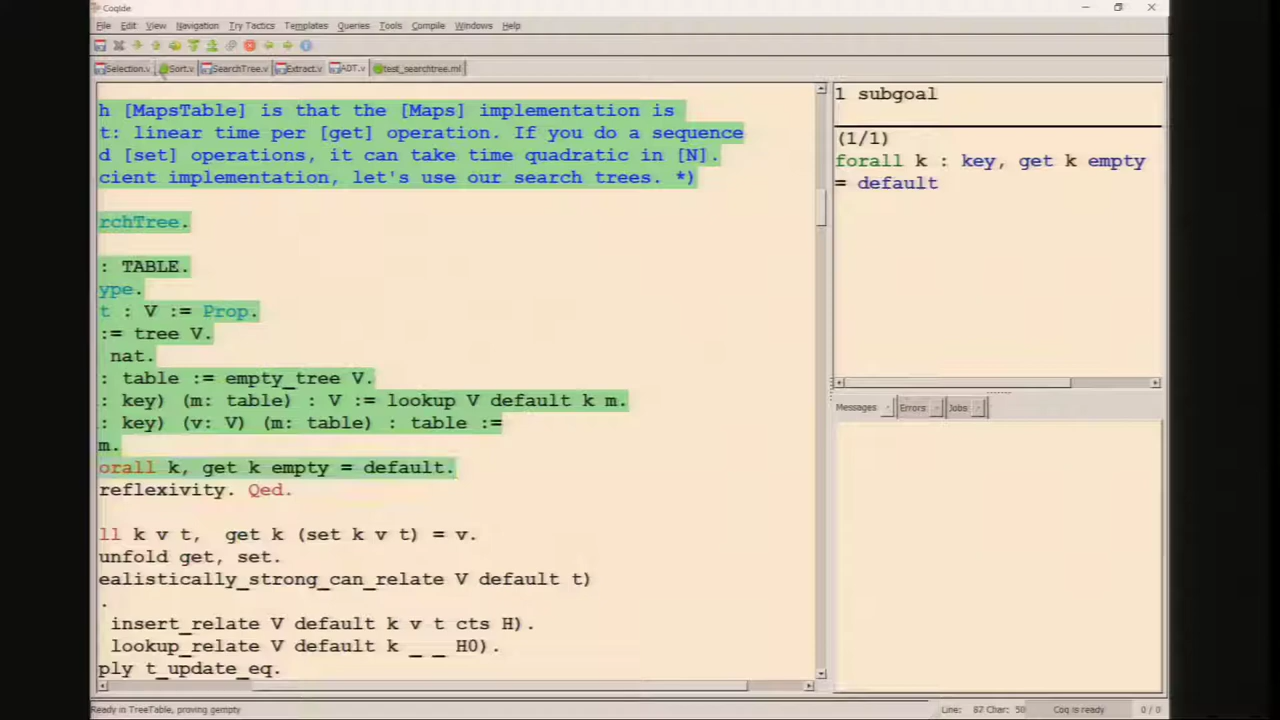 CoqIde
File Edit View Navigation Try Tactics Templates Queries Tools Compile Windows Help
Selection.v Sort.v SearchTree.v Extract.v ADT.v test_searchtree.ml
h [MapsTable] is that the [Maps] implementation is
t: linear time per [get] operation. If you do a sequence
d [set] operations, it can take time quadratic in [N].
cient implementation, let's use our search trees. *)
rchTree.
: TABLE.
ype.
t : V := Prop.
:= tree V.
nat.
: table := empty_tree V.
: key) (m: table) : V := lookup V default k m.
: key) (v: V) (m: table) : table :=
m.
orall k, get k empty = default.
reflexivity. Qed.
ll k v t, get k (set k v t) = v.
unfold get, set.
ealistically_strong_can_relate V default t)
.
insert_relate V default k v t cts H).
lookup_relate V default k _ _ H0).
ply t_update_eq.
1 subgoal
(1/1)
forall k : key, get k empty
= default
Messages Errors Jobs
Ready in TreeTable, proving gempty Line: 87 Char: 50 Coq is ready 0 / 0